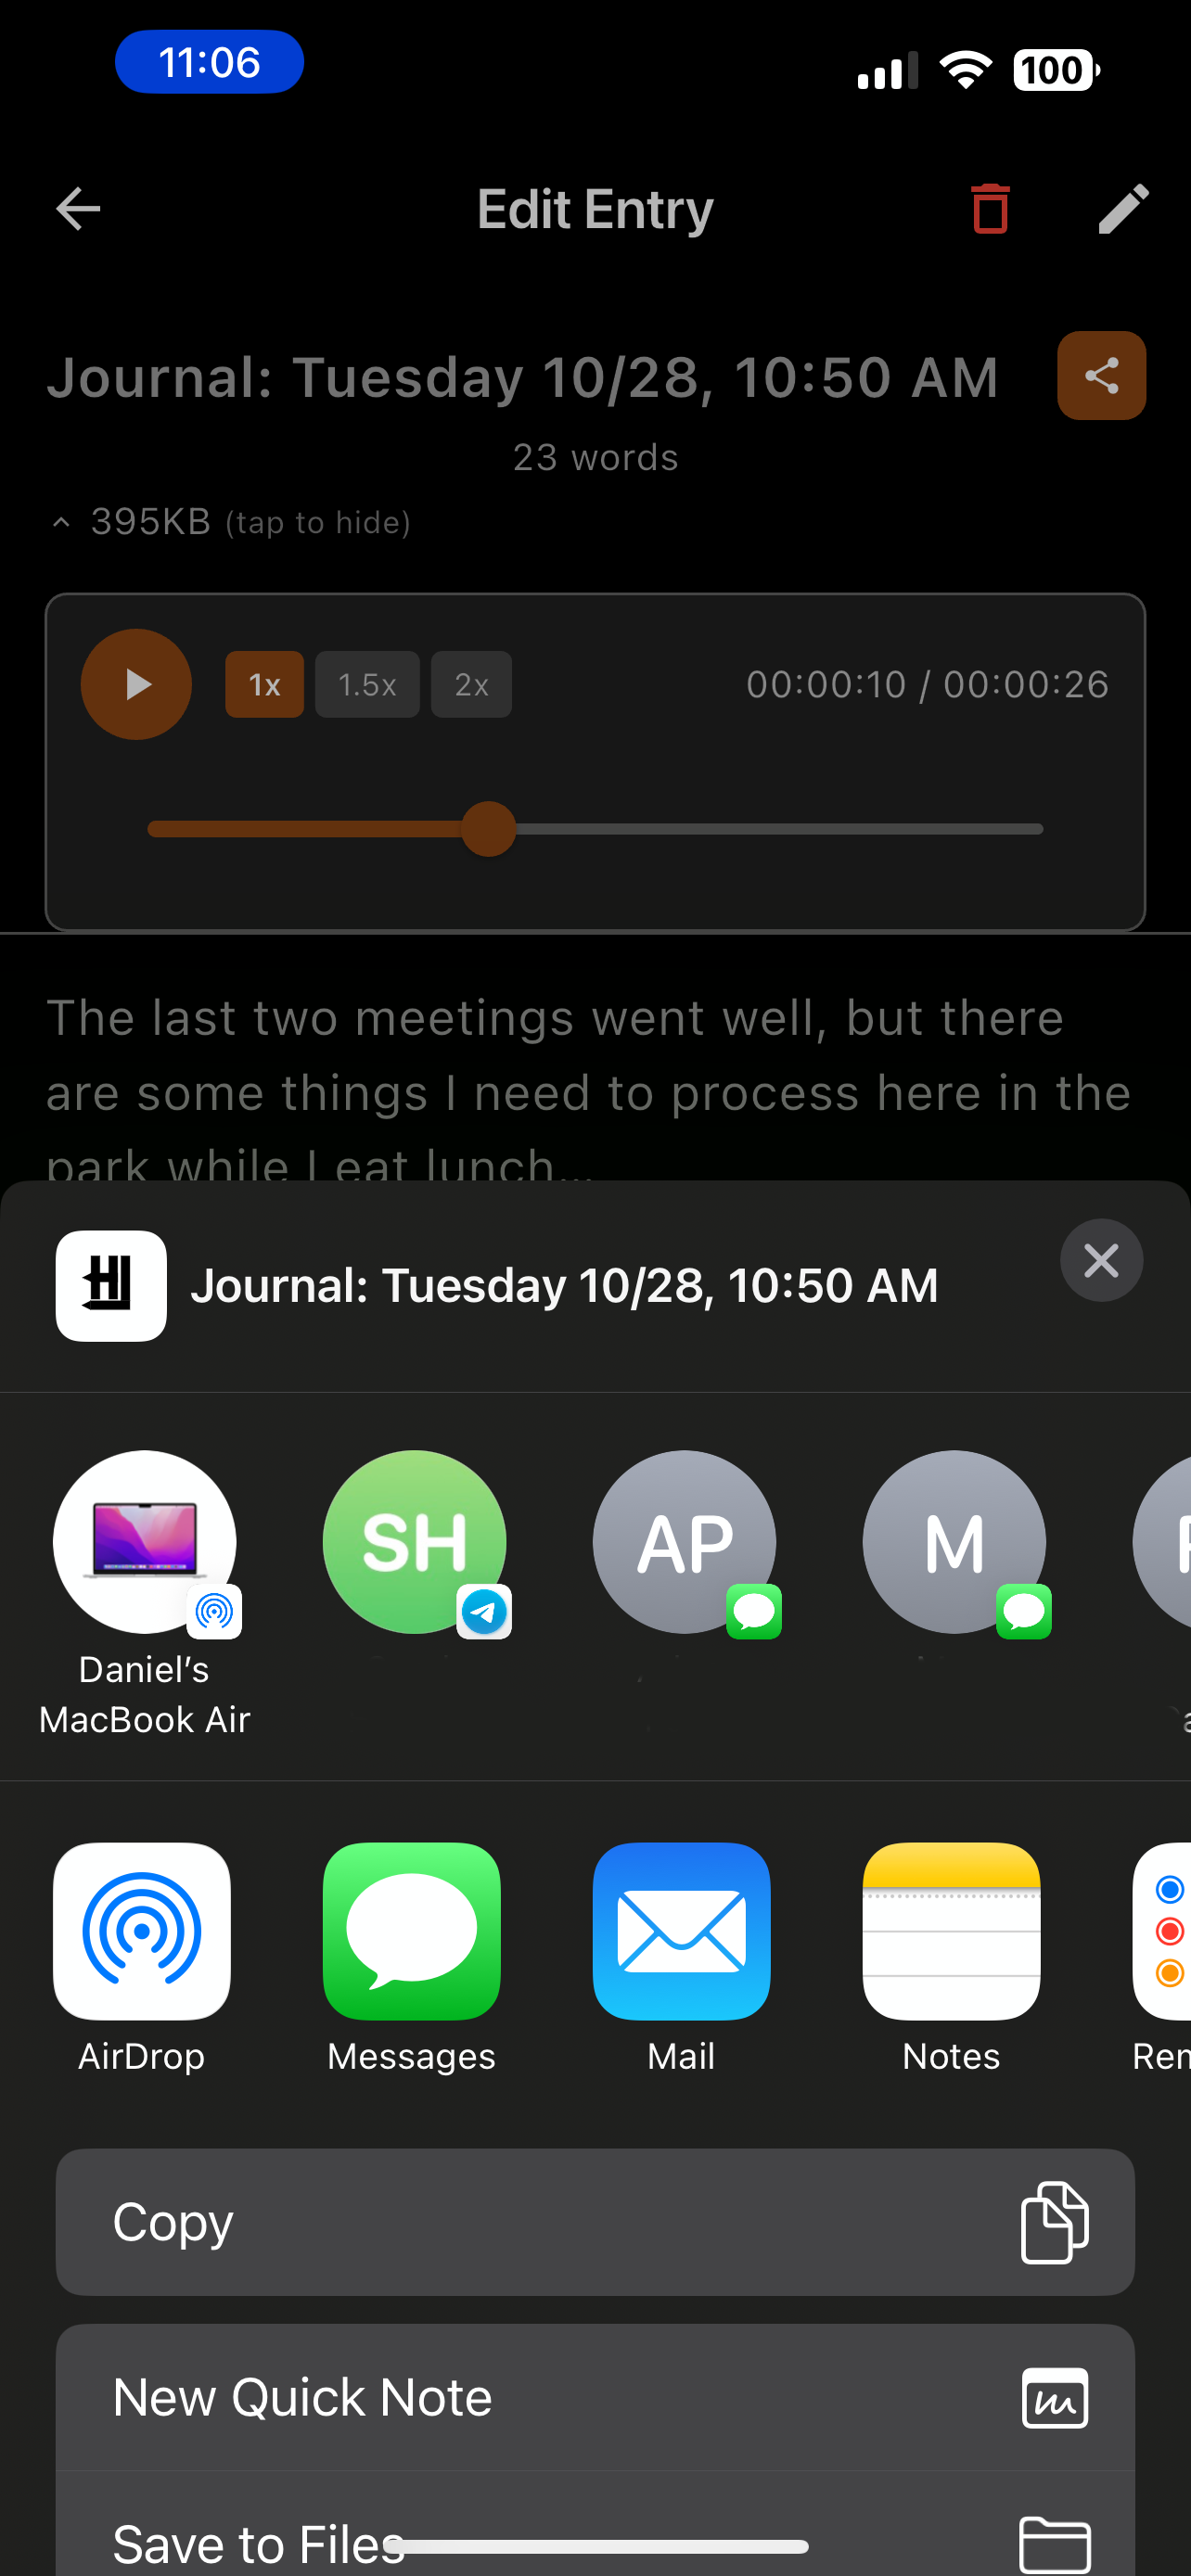 11:06
100
Edit Entry
Journal: Tuesday 10/28, 10:50 AM
23 words
395KB (tap to hide)
1x 1.5x 2x 00:00:10 / 00:00:26
The last two meetings went well, but there
are some things I need to process here in the
park while I eat lunch...
Journal: Tuesday 10/28, 10:50 AM
SH AP M
Daniel’s
MacBook Air
AirDrop Messages Mail Notes
Copy
New Quick Note
Save to Files